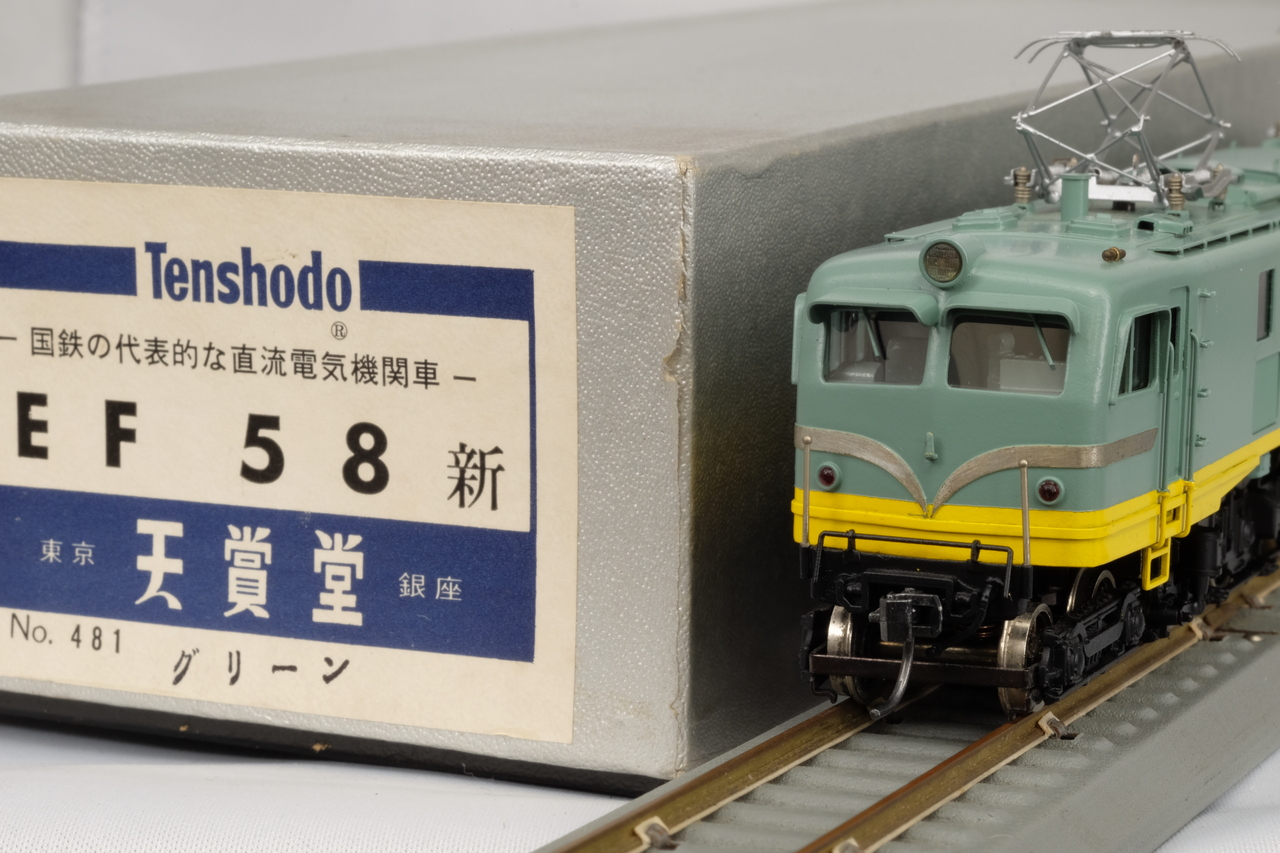 Tenshodo
®
— 国鉄の代表的な直流電気機関車 —
EF 58 新
東京 天賞堂 銀座
No. 481
グリーン